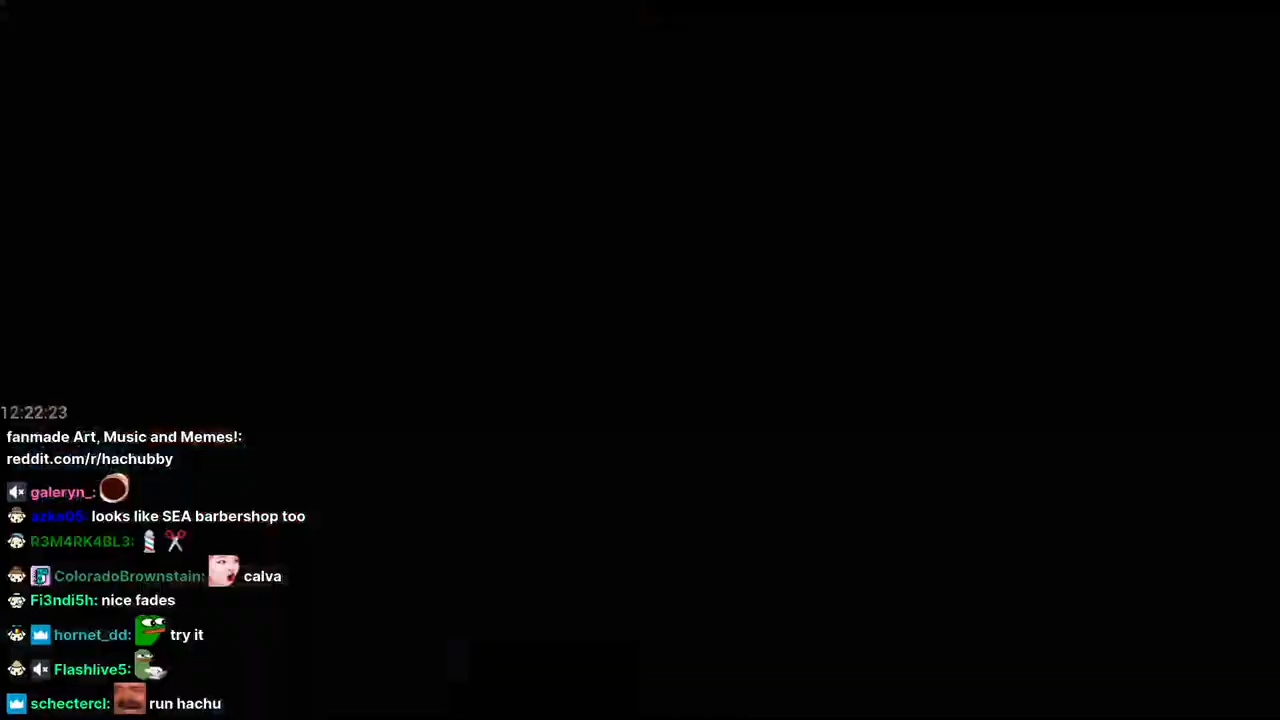 12:22:23
fanmade Art, Music and Memes!:
reddit.com/r/hachubby
galeryn_:
azka05 looks like SEA barbershop too
R3M4RK4BL3:
ColoradoBrownstain: calva
Fi3ndi5h: nice fades
hornet_dd: try it
Flashlive5:
schectercl: run hachu